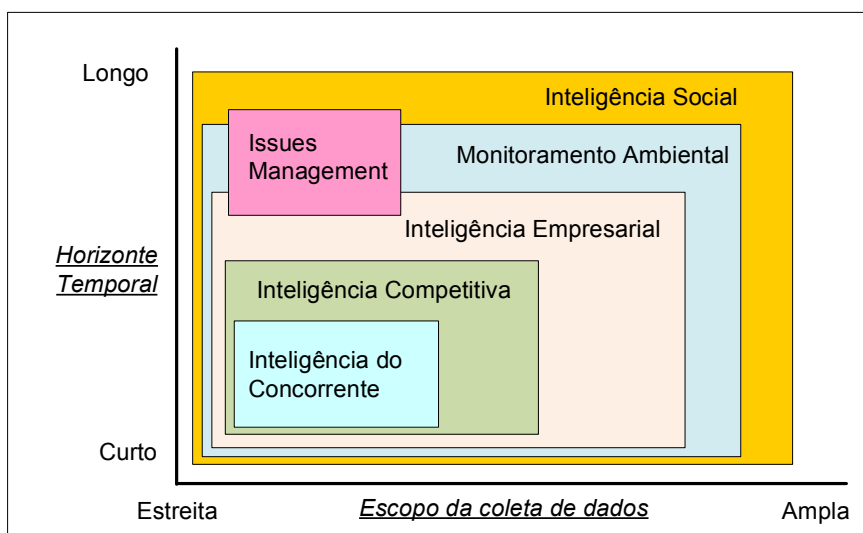 Longo
Inteligência Social
Issues
Management
Monitoramento Ambiental
Inteligência Empresarial
Horizonte
Temporal
Inteligência Competitiva
Inteligência do
Concorrente
Curto
Estreita
Escopo da coleta de dados
Ampla